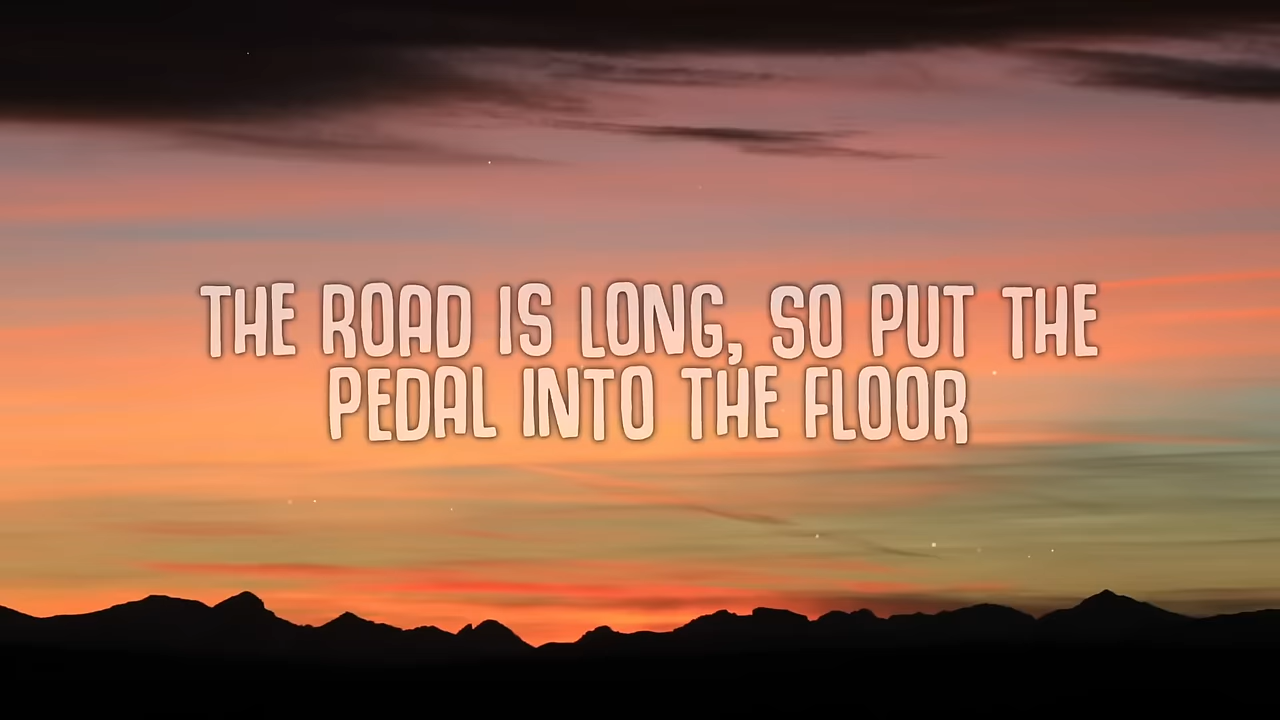 THE ROAD IS LONG, SO PUT THE
PEDAL INTO THE FLOOR